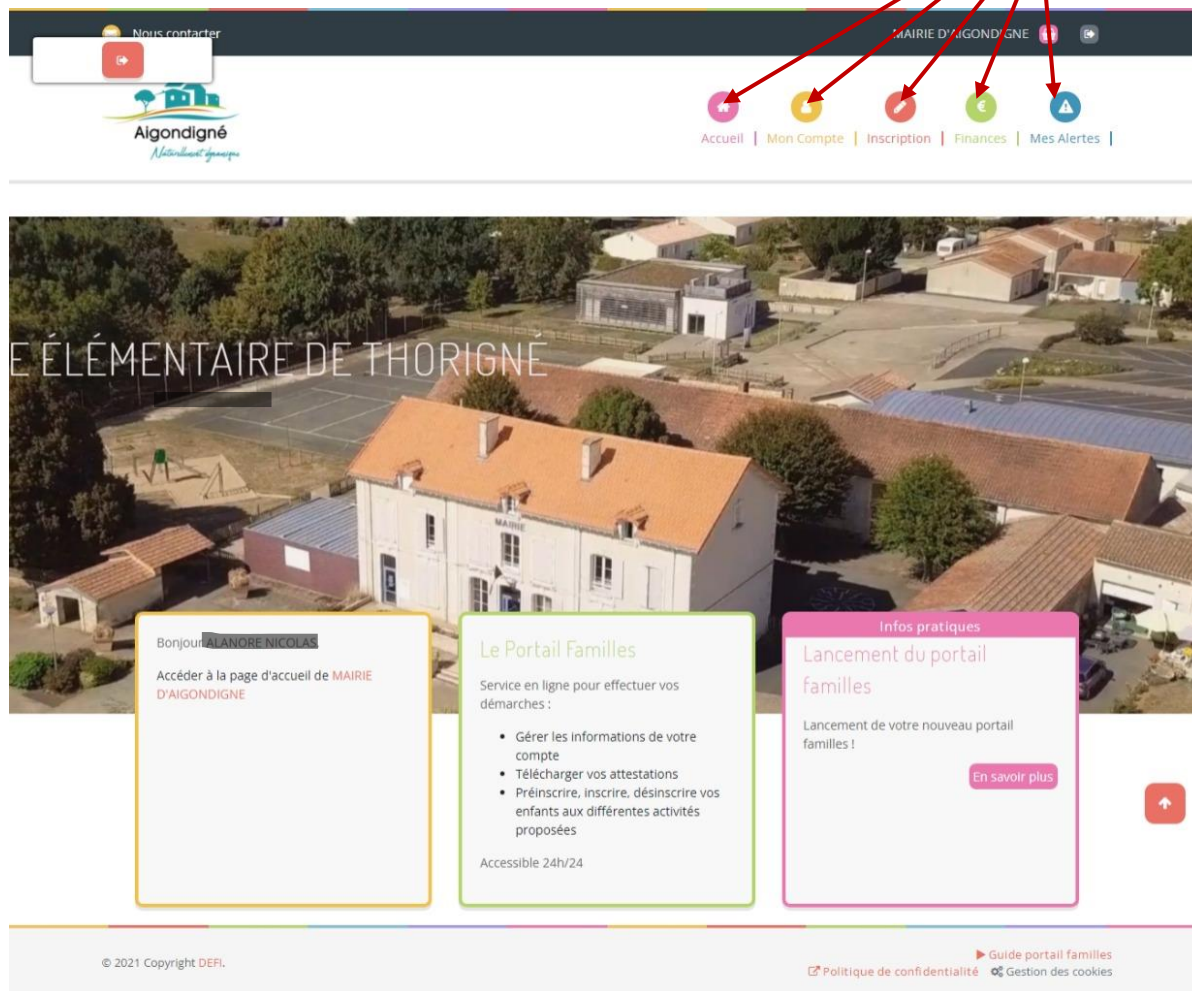 Nous contacter
MAIRIE D'AIGONDIGNE
Aigondigné
Naturellement dynamique
Accueil | Mon Compte | Inscription | Finances | Mes Alertes |
E ÉLÉMENTAIRE DE THORIGNÉ
MAIRIE
Bonjour
Accéder à la page d'accueil de MAIRIE
D'AIGONDIGNE
Le Portail Familles
Service en ligne pour effectuer vos
démarches :
• Gérer les informations de votre
compte
• Télécharger vos attestations
• Préinscrire, inscrire, désinscrire vos
enfants aux différentes activités
proposées
Accessible 24h/24
Infos pratiques
Lancement du portail
familles
Lancement de votre nouveau portail
familles !
En savoir plus
© 2021 Copyright DEFI.
Guide portail familles
Politique de confidentialité Gestion des cookies